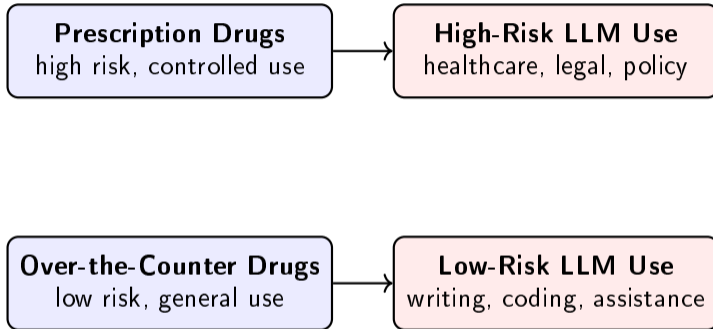 Prescription Drugs
high risk, controlled use
High-Risk LLM Use
healthcare, legal, policy
Over-the-Counter Drugs
low risk, general use
Low-Risk LLM Use
writing, coding, assistance